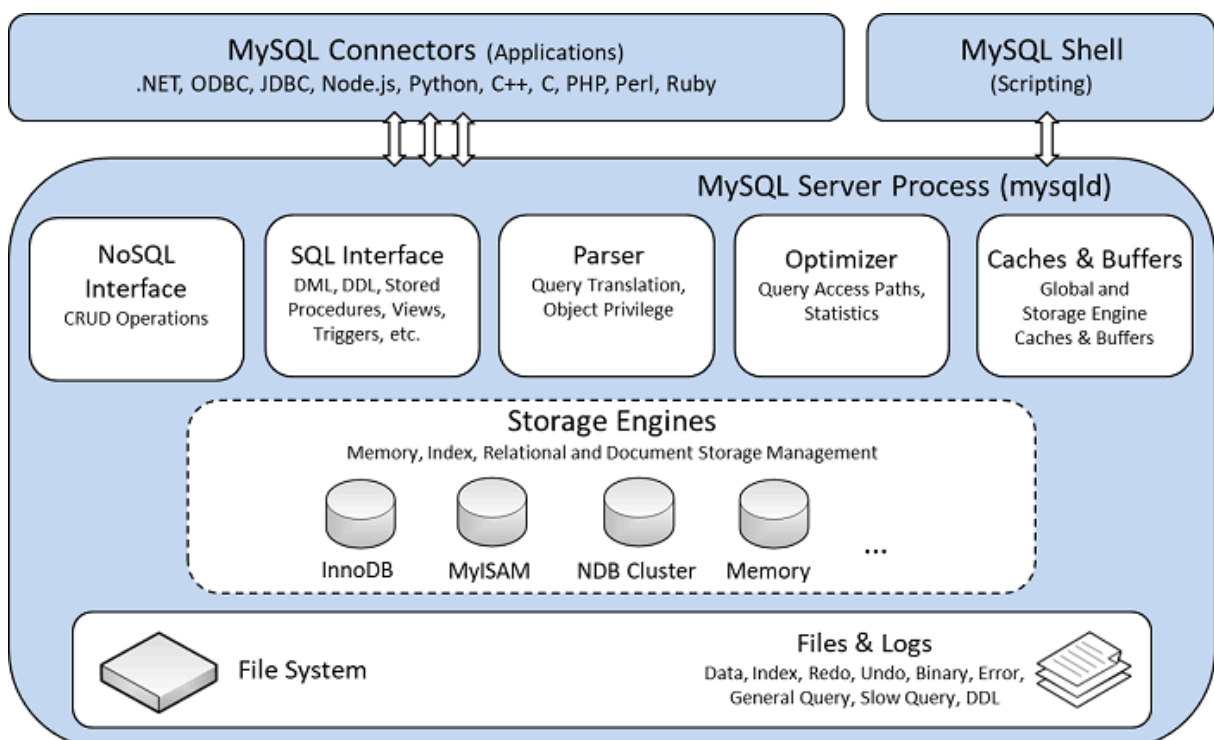 MySQL Connectors (Applications)
.NET, ODBC, JDBC, Node.js, Python, C++, C, PHP, Perl, Ruby
MySQL Shell
(Scripting)
MySQL Server Process (mysqld)
NoSQL
Interface
CRUD Operations
SQL Interface
DML, DDL, Stored
Procedures, Views,
Triggers, etc.
Parser
Query Translation,
Object Privilege
Optimizer
Query Access Paths,
Statistics
Caches & Buffers
Global and
Storage Engine
Caches & Buffers
Storage Engines
Memory, Index, Relational and Document Storage Management
InnoDB
MyISAM
NDB Cluster
Memory
...
File System
Files & Logs
Data, Index, Redo, Undo, Binary, Error,
General Query, Slow Query, DDL